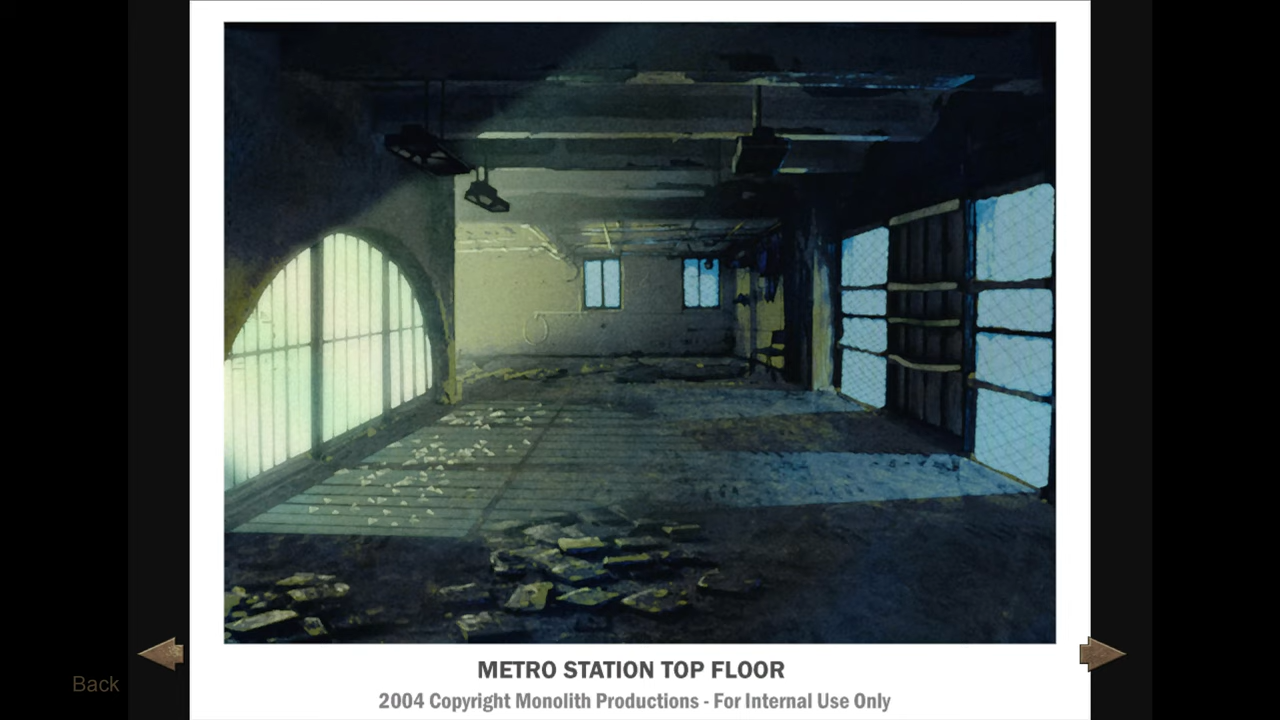 METRO STATION TOP FLOOR
2004 Copyright Monolith Productions - For Internal Use Only
Back